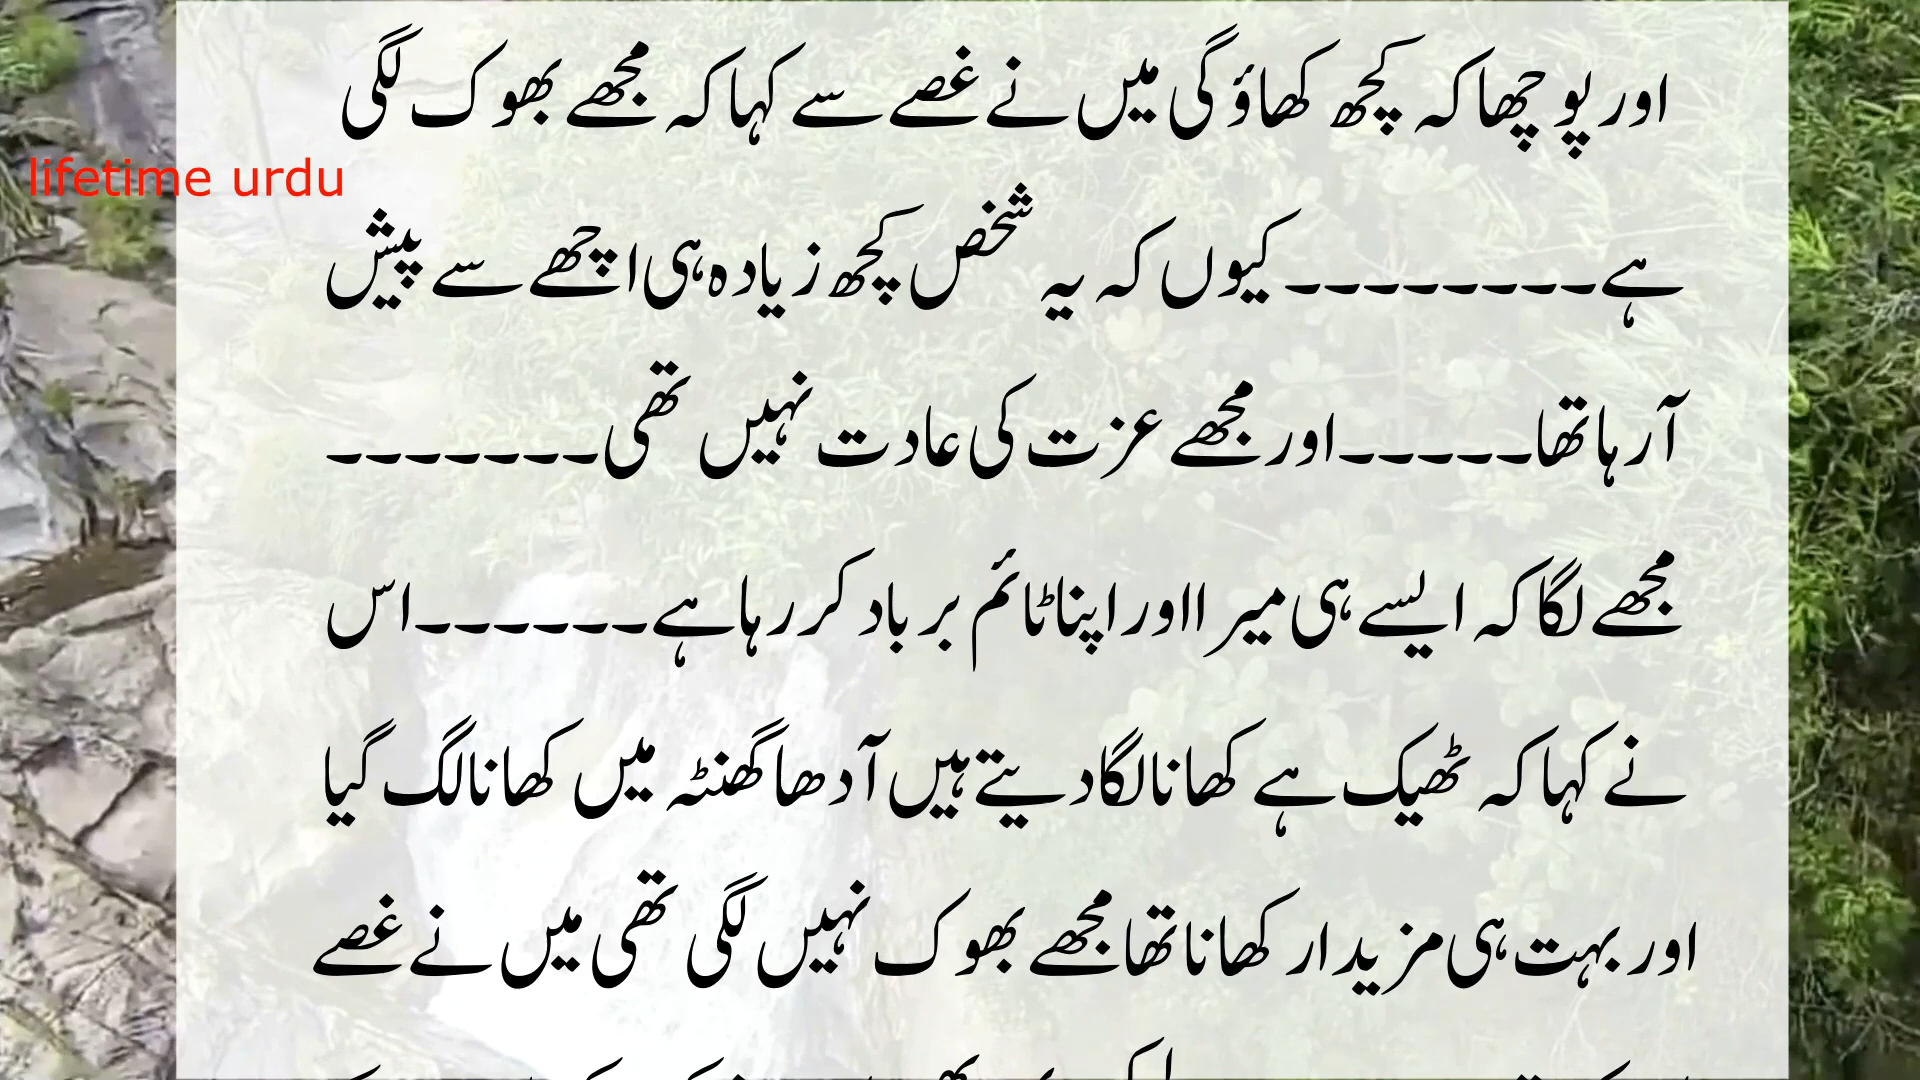 اور پوچھا کہ کچھ کھاؤ گی میں نے غصے سے کہا کہ مجھے بھوک لگی
lifetime urdu
ہے۔۔۔۔۔۔۔۔کیوں کہ یہ شخص کچھ زیادہ ہی اچھے سے پیش
آرہا تھا۔۔۔۔۔اور مجھے عزت کی عادت نہیں تھی۔۔۔۔۔۔۔
مجھے لگا کہ ایسے ہی میر ااور اپنا ٹائم برباد کر رہا ہے۔۔۔۔۔۔اس
نے کہا کہ ٹھیک ہے کھانا لگا دیتے ہیں آدھا گھنٹہ میں کھانا لگ گیا
اور بہت ہی مزیدار کھانا تھا مجھے بھوک نہیں لگی تھی میں نے غصے